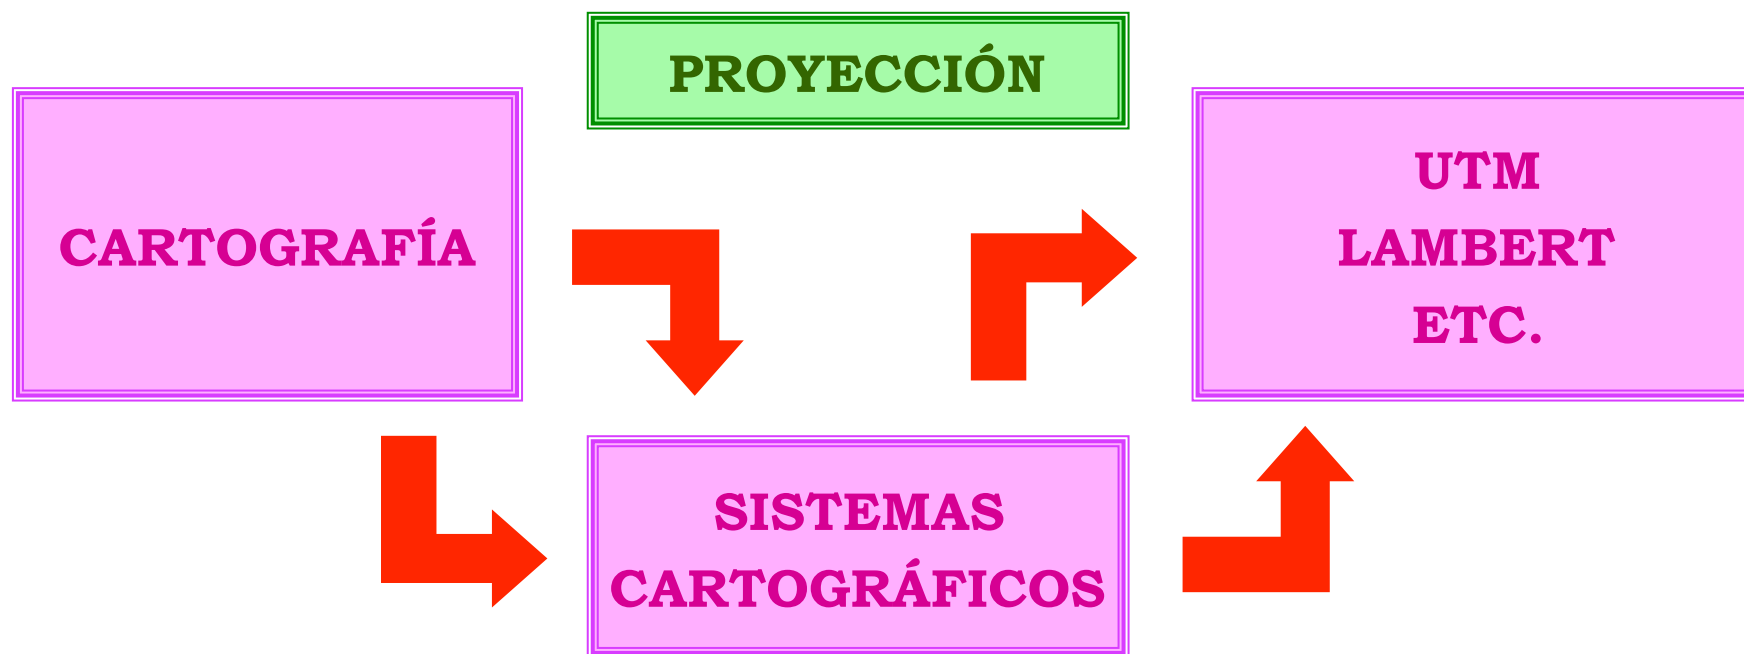 PROYECCIÓN
CARTOGRAFÍA
UTM
LAMBERT
ETC.
SISTEMAS
CARTOGRÁFICOS